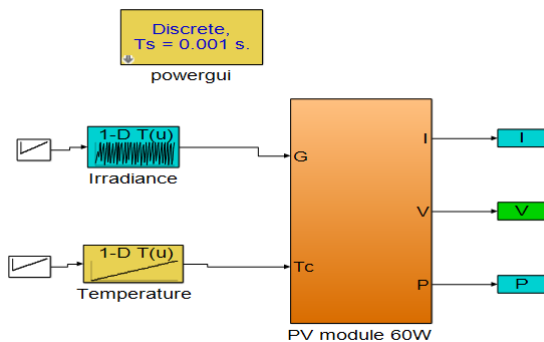 Discrete,
Ts = 0.001 s.
powergui
1-D T(u)
Irradiance
1-D T(u)
Temperature
G
Tc
I
V
P
PV module 60W
I
V
P